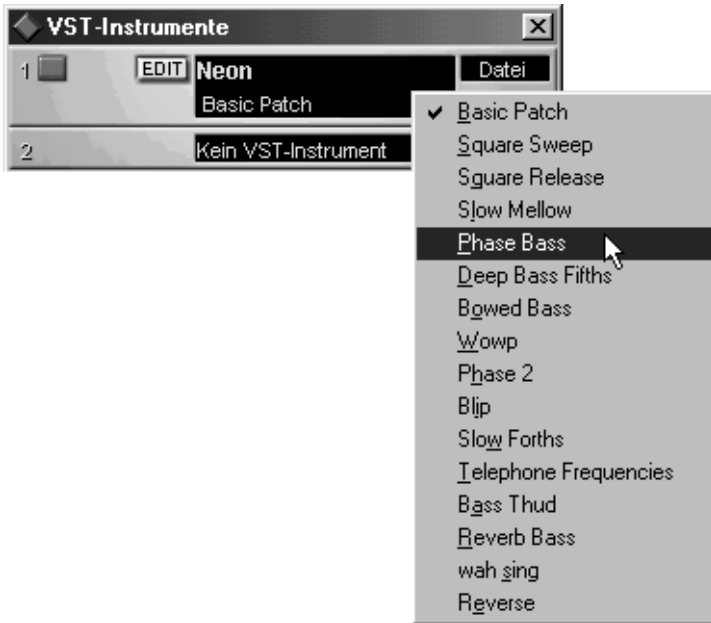 VST-Instrumente
1 EDIT Neon Datei
Basic Patch
2 Kein VST-Instrument
Basic Patch
Square Sweep
Sguare Release
Slow Mellow
Phase Bass
Deep Bass Fifths
Bowed Bass
Wowp
Phase 2
Blip
Slow Forths
Telephone Frequencies
Bass Thud
Reverb Bass
wah sing
Reverse